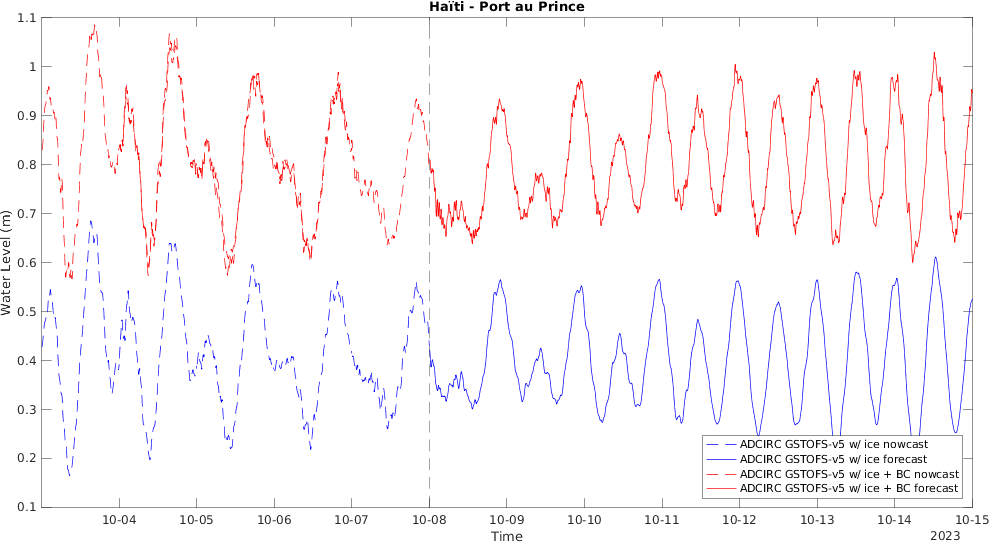 Haïti - Port au Prince
1.1
1
0.9
0.8
0.7
0.6
0.5
0.4
0.3
0.2
0.1
Water Level (m)
ADCIRC GSTOFS-v5 w/ ice nowcast
ADCIRC GSTOFS-v5 w/ ice forecast
ADCIRC GSTOFS-v5 w/ ice + BC nowcast
ADCIRC GSTOFS-v5 w/ ice + BC forecast
10-04 10-05 10-06 10-07 10-08 10-09 10-10 10-11 10-12 10-13 10-14 10-15
Time
2023